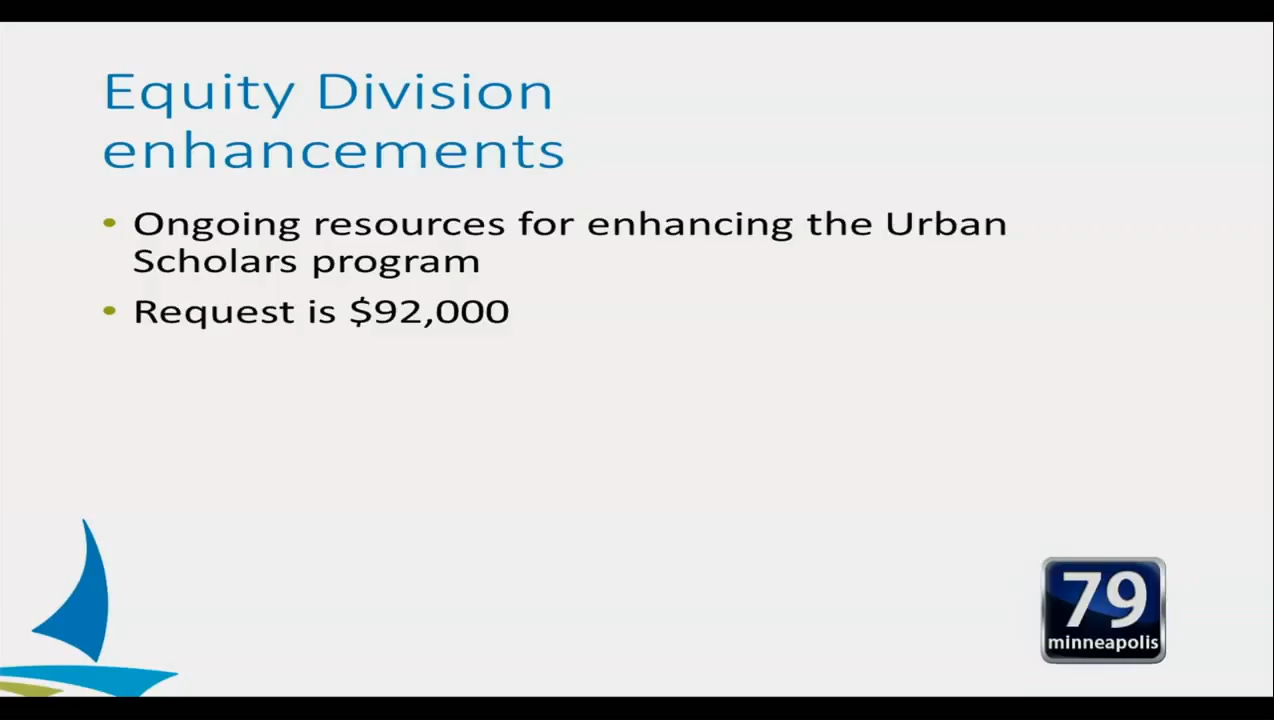 Equity Division
enhancements
• Ongoing resources for enhancing the Urban
Scholars program
• Request is $92,000
79
minneapolis